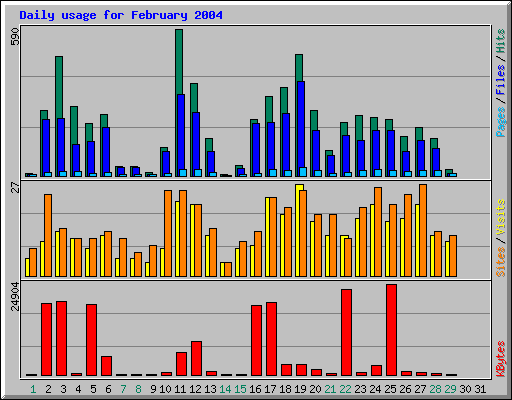 Daily usage for February 2004
590
Pages / Files / Hits
27
Sites / Visits
24904
KBytes
1 2 3 4 5 6 7 8 9 10 11 12 13 14 15 16 17 18 19 20 21 22 23 24 25 26 27 28 29 30 31